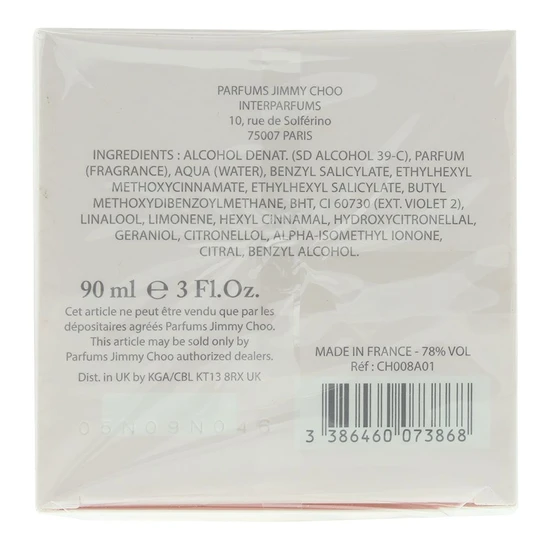 PARFUMS JIMMY CHOO
INTERPARFUMS
10, rue de Solférino
75007 PARIS
INGREDIENTS : ALCOHOL DENAT. (SD ALCOHOL 39-C), PARFUM
(FRAGRANCE), AQUA (WATER), BENZYL SALICYLATE, ETHYLHEXYL
METHOXYCINNAMATE, ETHYLHEXYL SALICYLATE, BUTYL
METHOXYDIBENZOYLMETHANE, BHT, CI 60730 (EXT. VIOLET 2),
LINALOOL, LIMONENE, HEXYL CINNAMAL, HYDROXYCITRONELLAL,
GERANIOL, CITRONELLOL, ALPHA-ISOMETHYL IONONE,
CITRAL, BENZYL ALCOHOL.
90 ml ℮ 3 Fl.Oz.
Cet article ne peut être vendu que par les
dépositaires agréés Parfums Jimmy Choo.
This article may be sold only by
Parfums Jimmy Choo authorized dealers.
Dist. in UK by KGA/CBL KT13 8RX UK
MADE IN FRANCE - 78% VOL
Réf : CH008A01
3 386460 073868